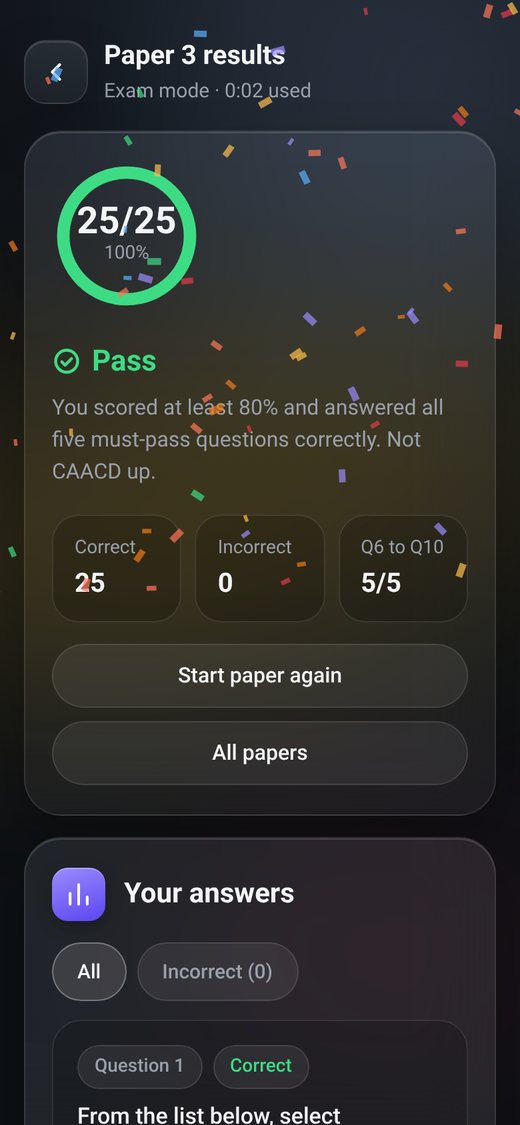 Paper 3 results
Exam mode · 0:02 used
25/25
100%
Pass
You scored at least 80% and answered all
five must-pass questions correctly. Not
CAACD up.
Correct
25
Incorrect
0
Q6 to Q10
5/5
Start paper again
All papers
Your answers
All
Incorrect (0)
Question 1
Correct
From the list below, select